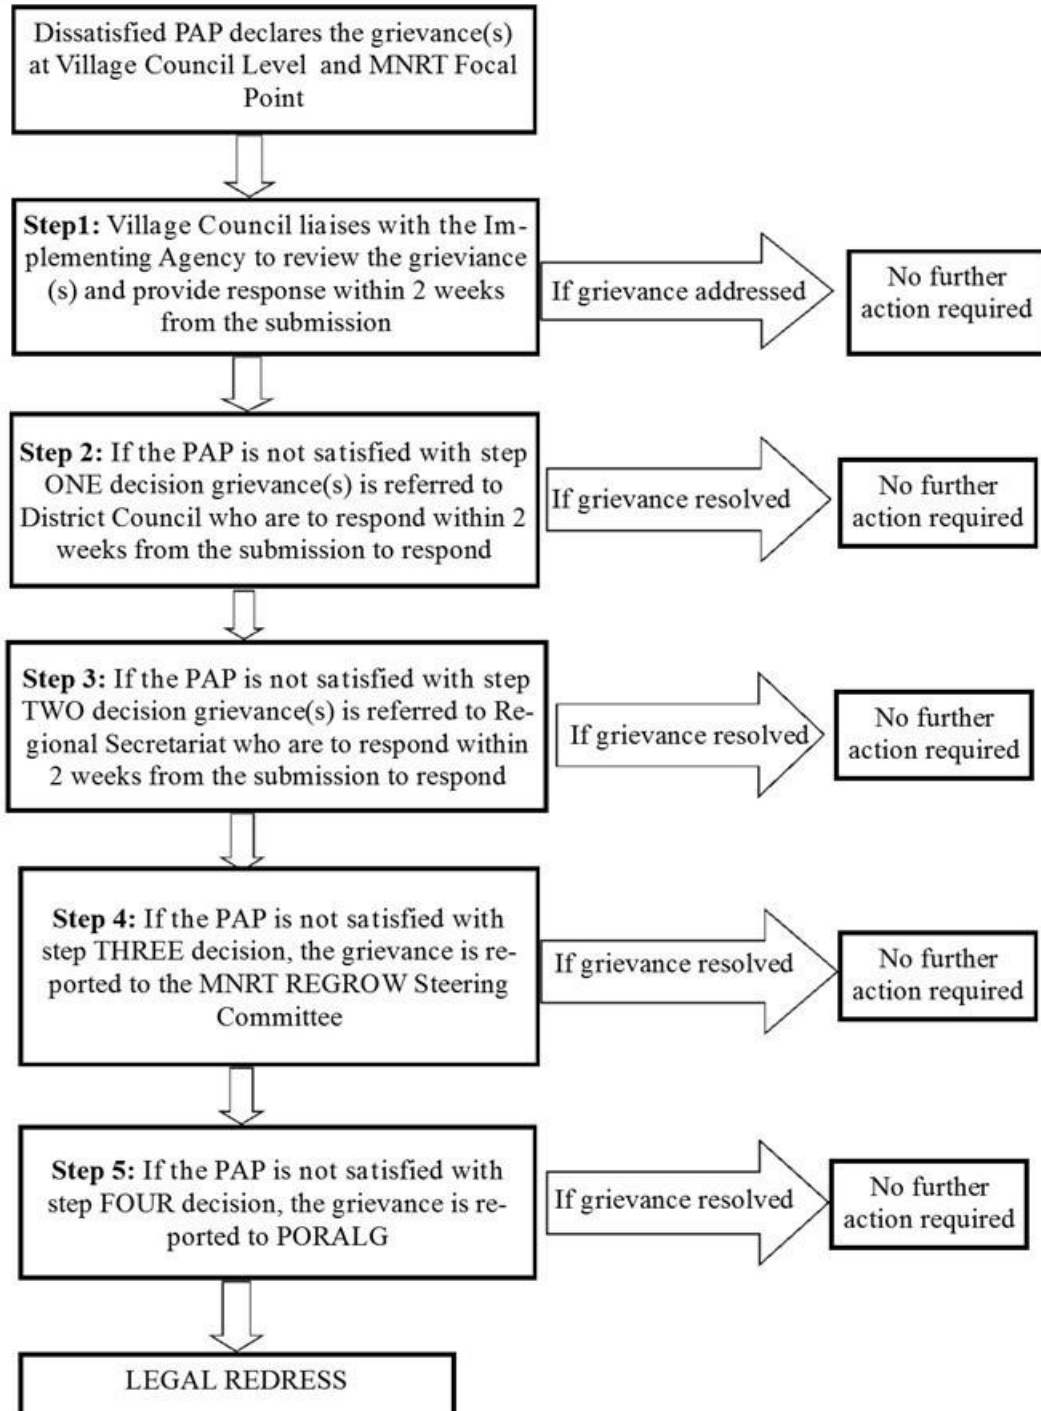 Dissatisfied PAP declares the grievance(s)
at Village Council Level and MNRT Focal
Point
Step1: Village Council liaises with the Im-
plementing Agency to review the grieviance
(s) and provide response within 2 weeks
from the submission
If grievance addressed
No further
action required
Step 2: If the PAP is not satisfied with step
ONE decision grievance(s) is referred to
District Council who are to respond within 2
weeks from the submission to respond
If grievance resolved
No further
action required
Step 3: If the PAP is not satisfied with step
TWO decision grievance(s) is referred to Re-
gional Secretariat who are to respond within
2 weeks from the submission to respond
If grievance resolved
No further
action required
Step 4: If the PAP is not satisfied with
step THREE decision, the grievance is re-
ported to the MNRT REGROW Steering
Committee
If grievance resolved
No further
action required
Step 5: If the PAP is not satisfied with
step FOUR decision, the grievance is re-
ported to PORALG
If grievance resolved
No further
action required
LEGAL REDRESS